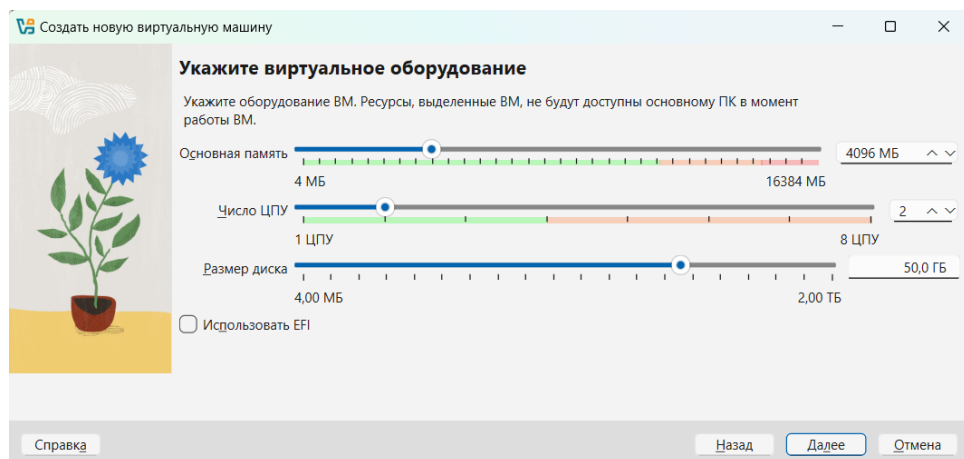 Создать новую виртуальную машину
Укажите виртуальное оборудование
Укажите оборудование ВМ. Ресурсы, выделенные ВМ, не будут доступны основному ПК в момент
работы ВМ.
Основная память
4096 МБ
4 МБ
16384 МБ
Число ЦПУ
2
1 ЦПУ
8 ЦПУ
Размер диска
50,0 ГБ
4,00 МБ
2,00 ТБ
Использовать EFI
Справка
Назад
Далее
Отмена